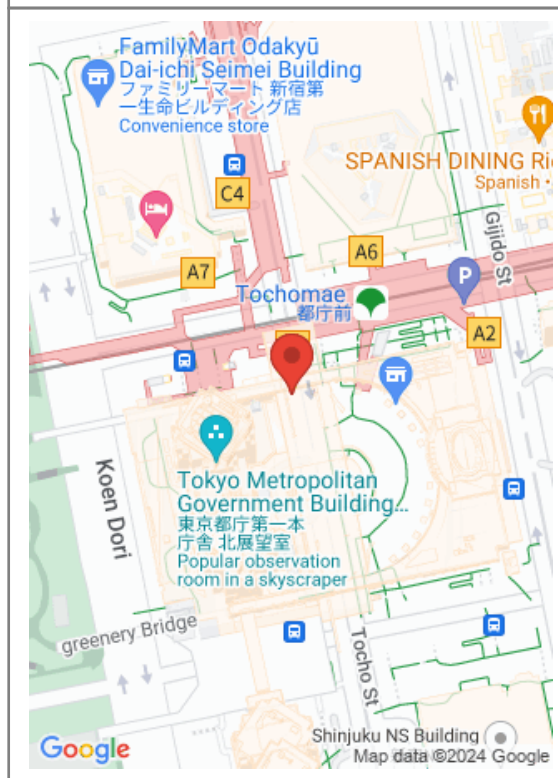 FamilyMart Odakyū
Dai-ichi Seimei Building
ファミリーマート 新宿第
一生命ビルディング店
Convenience store
SPANISH DINING Ri
Spanish •
C4
Gijido St
A6
A7
P
Tochomae
都庁前
A2
Koen Dori
Tokyo Metropolitan
Government Building...
東京都庁第一本
庁舎 北展望室
Popular observation
room in a skyscraper
greenery Bridge
Tocho St
Shinjuku NS Building
Google
Map data ©2024 Google